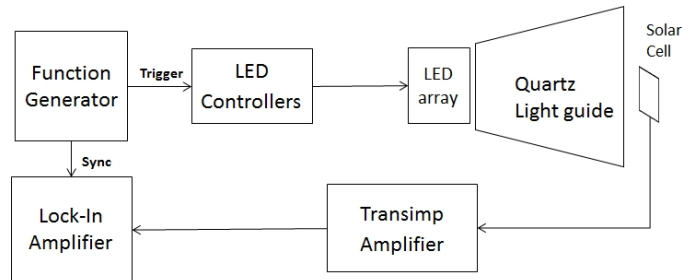 Function
Generator
Trigger
LED
Controllers
LED
array
Quartz
Light guide
Solar
Cell
Sync
Lock-In
Amplifier
Transimp
Amplifier